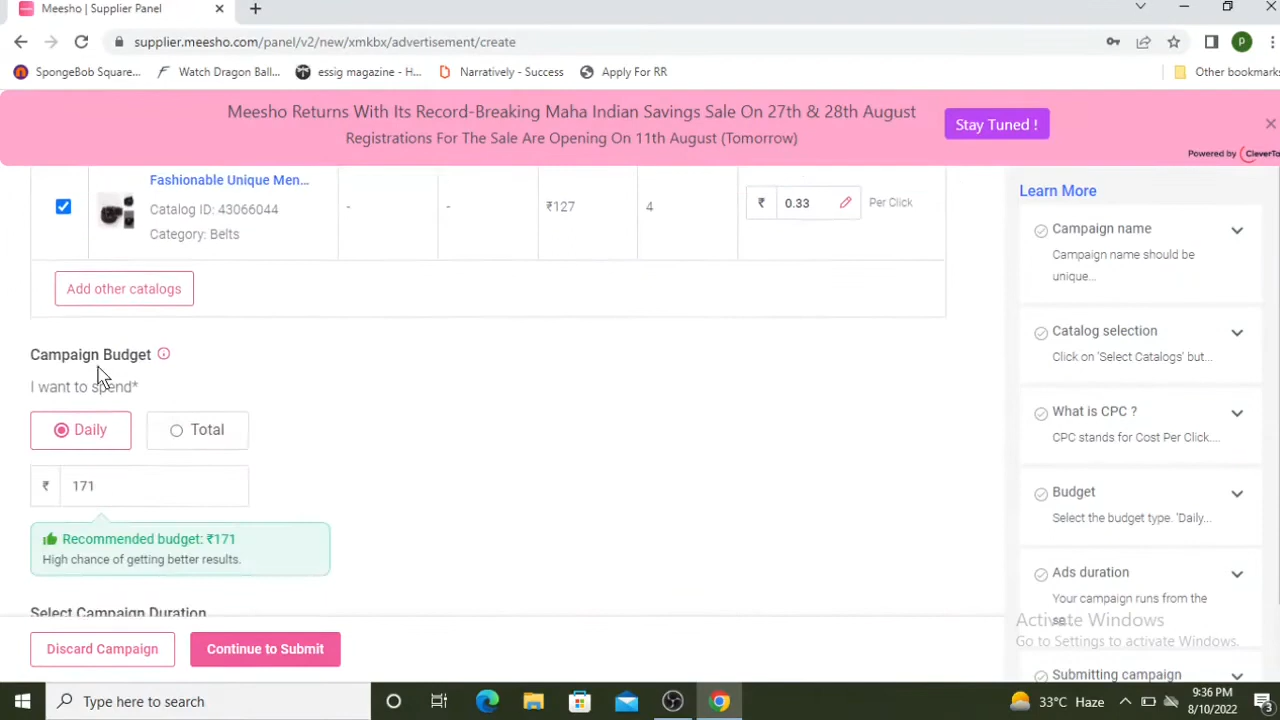 Meesho | Supplier Panel
supplier.meesho.com/panel/v2/new/xmkbx/advertisement/create
P
SpongeBob Square...
Watch Dragon Ball...
essig magazine - H...
Narratively - Success
Apply For RR
Other bookmarks
Meesho Returns With Its Record-Breaking Maha Indian Savings Sale On 27th & 28th August
Registrations For The Sale Are Opening On 11th August (Tomorrow)
Stay Tuned !
Powered by CleverTa
Fashionable Unique Men...
Catalog ID: 43066044
Category: Belts
-
-
₹127
4
₹ 0.33
Per Click
Add other catalogs
Campaign Budget
I want to spend*
Daily
Total
₹ 171
Recommended budget: ₹171
High chance of getting better results.
Select Campaign Duration
Discard Campaign
Continue to Submit
Learn More
Campaign name
Campaign name should be
unique...
Catalog selection
Click on 'Select Catalogs' but...
What is CPC ?
CPC stands for Cost Per Click....
Budget
Select the budget type. 'Daily...
Ads duration
Your campaign runs from the
se...
Activate Windows
Go to Settings to activate Windows.
Submitting campaign
Type here to search
33°C Haze
9:36 PM
8/10/2022
3